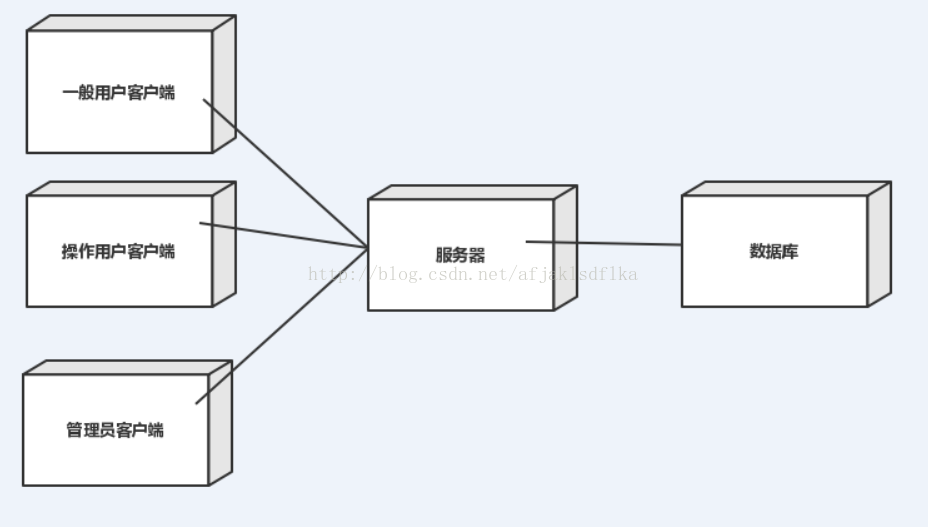 一般用户客户端
操作用户客户端
服务器
数据库
http://blog.csdn.net/afjaklsdflka
管理员客户端